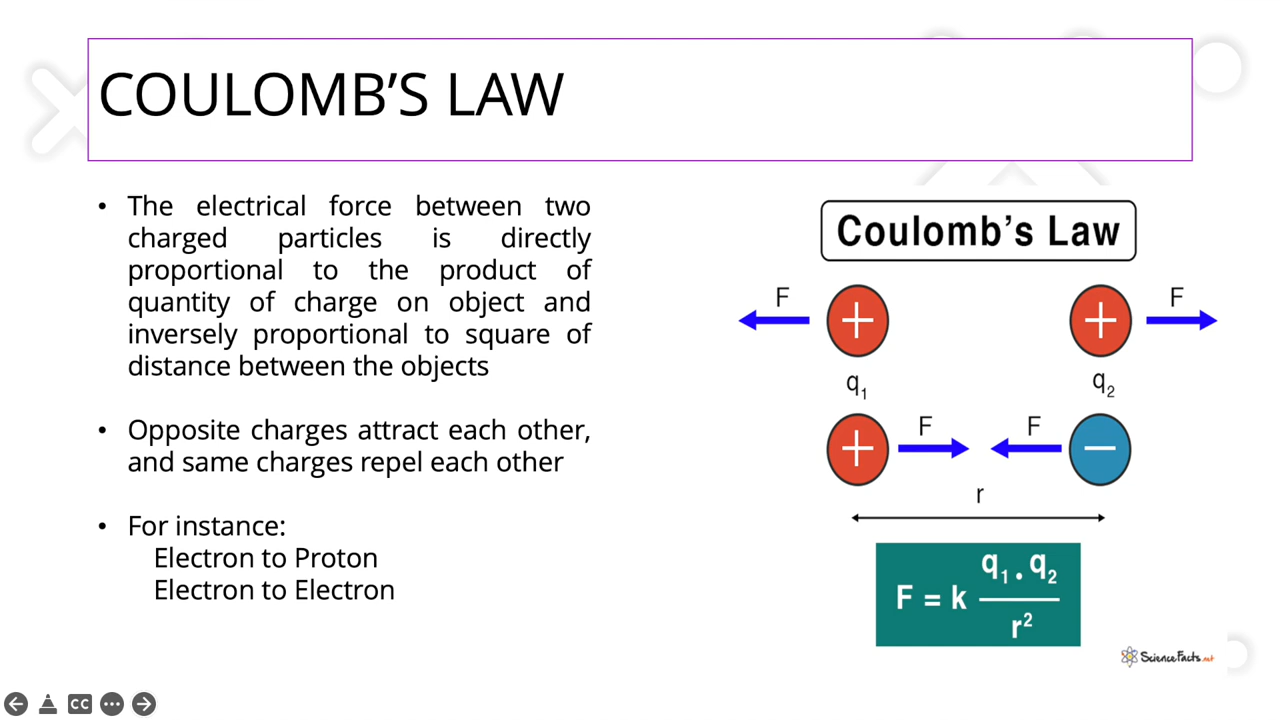 COULOMB’S LAW
• The electrical force between two
charged particles is directly
proportional to the product of
quantity of charge on object and
inversely proportional to square of
distance between the objects
• Opposite charges attract each other,
and same charges repel each other
• For instance:
Electron to Proton
Electron to Electron
Coulomb’s Law
F
F
+
+
q₁
q₂
F
F
+
−
r
F = k q₁ . q₂
r²
ScienceFacts.net
CC